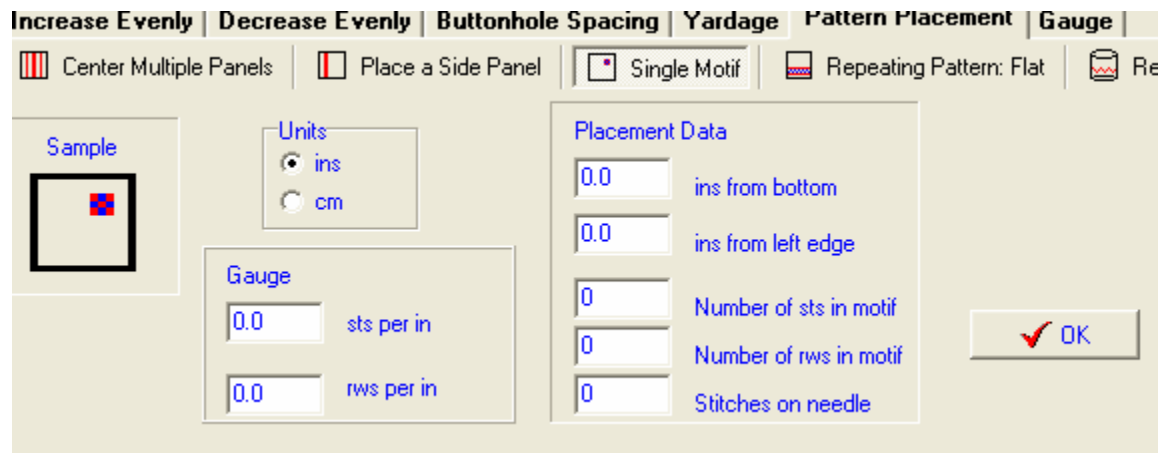 Increase Evenly Decrease Evenly Buttonhole Spacing Yardage Pattern Placement Gauge
Center Multiple Panels Place a Side Panel Single Motif Repeating Pattern: Flat Re
Sample
Units
ins
cm
Gauge
0.0 sts per in
0.0 rws per in
Placement Data
0.0 ins from bottom
0.0 ins from left edge
0 Number of sts in motif
0 Number of rws in motif
0 Stitches on needle
OK